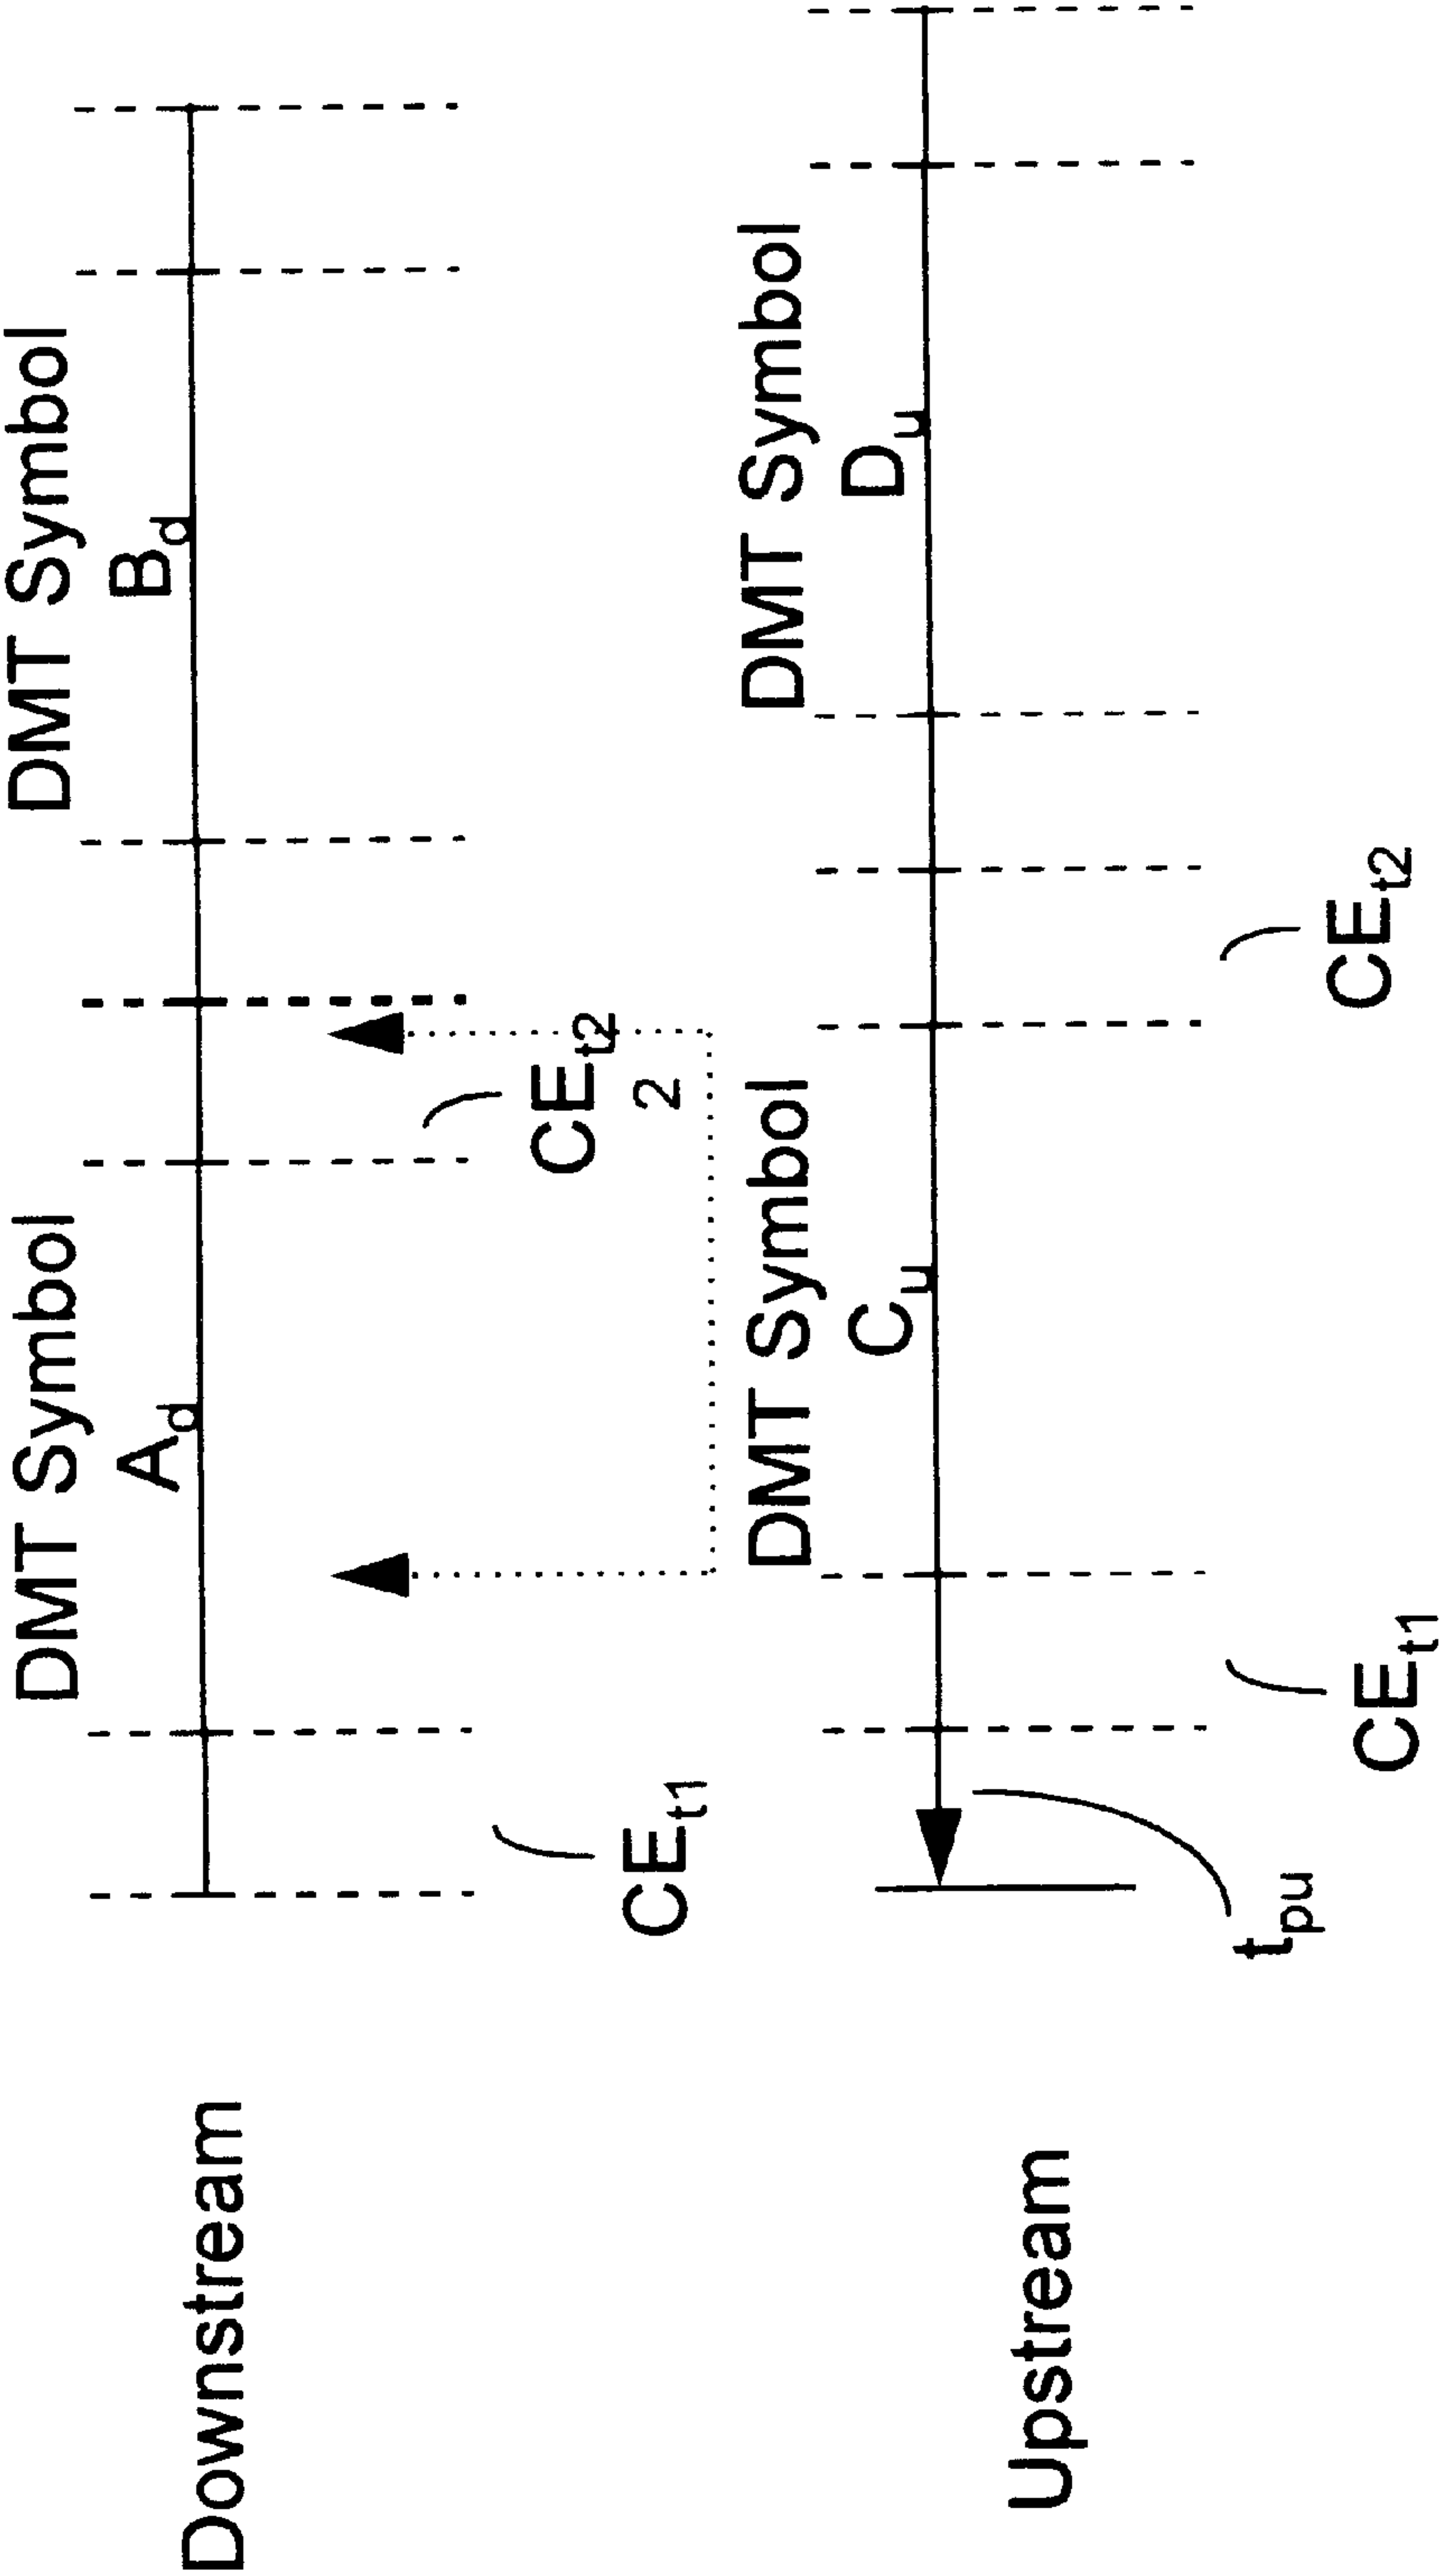 Downstream
DMT Symbol
A_d
DMT Symbol
B_d
CE_t1
CE_t2
2
Upstream
DMT Symbol
C_u
DMT Symbol
D_u
t_pu
CE_t1
CE_t2